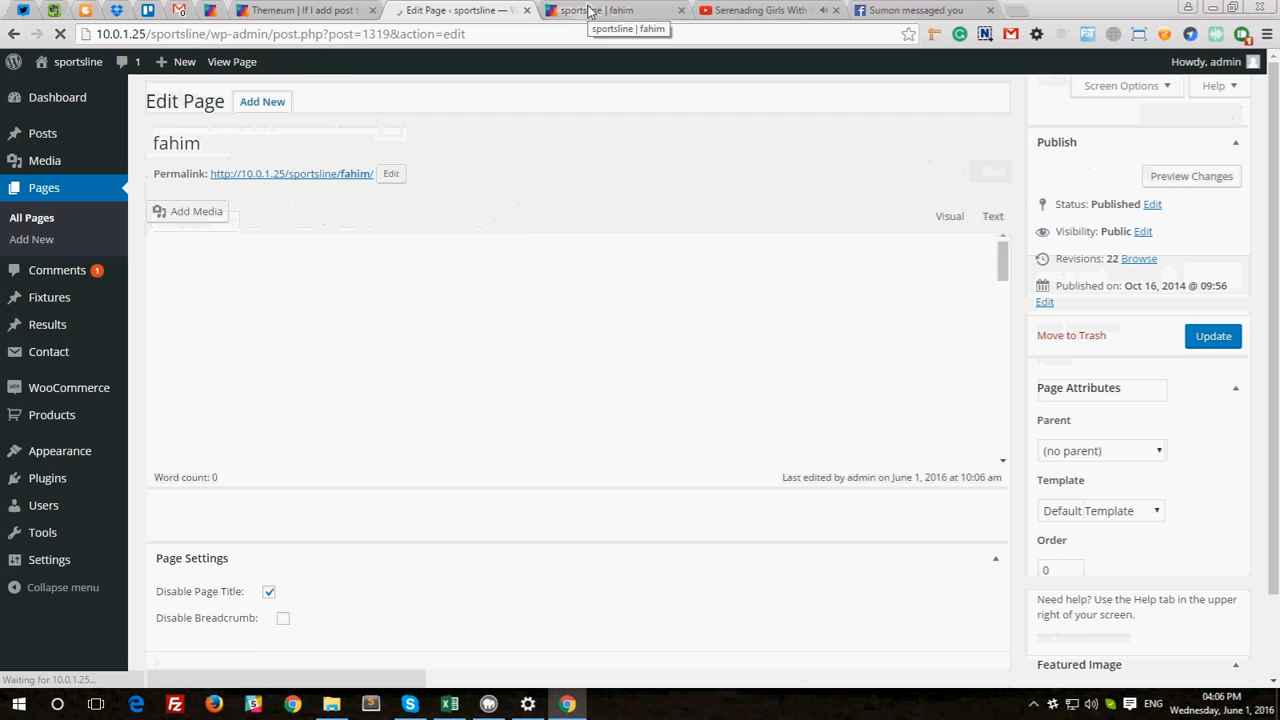 Themeum | If I add post t
Edit Page ‹ sportsline — W
sportsline | fahim
Serenading Girls With
Sumon messaged you
10.0.1.25/sportsline/wp-admin/post.php?post=1319&action=edit
sportsline | fahim
sportsline
1
New
View Page
Howdy, admin
Dashboard
Posts
Media
Pages
All Pages
Add New
Comments 1
Fixtures
Results
Contact
WooCommerce
Products
Appearance
Plugins
Users
Tools
Settings
Collapse menu
Screen Options
Help
Edit Page
Add New
fahim
Permalink: http://10.0.1.25/sportsline/fahim/ Edit
Add Media
Visual
Text
Word count: 0
Last edited by admin on June 1, 2016 at 10:06 am
Page Settings
Disable Page Title:
Disable Breadcrumb:
Publish
Preview Changes
Status: Published Edit
Visibility: Public Edit
Revisions: 22 Browse
Published on: Oct 16, 2014 @ 09:56
Edit
Move to Trash
Update
Page Attributes
Parent
(no parent)
Template
Default Template
Order
0
Need help? Use the Help tab in the upper
right of your screen.
Featured Image
Waiting for 10.0.1.25...
ENG
04:06 PM
Wednesday, June 1, 2016